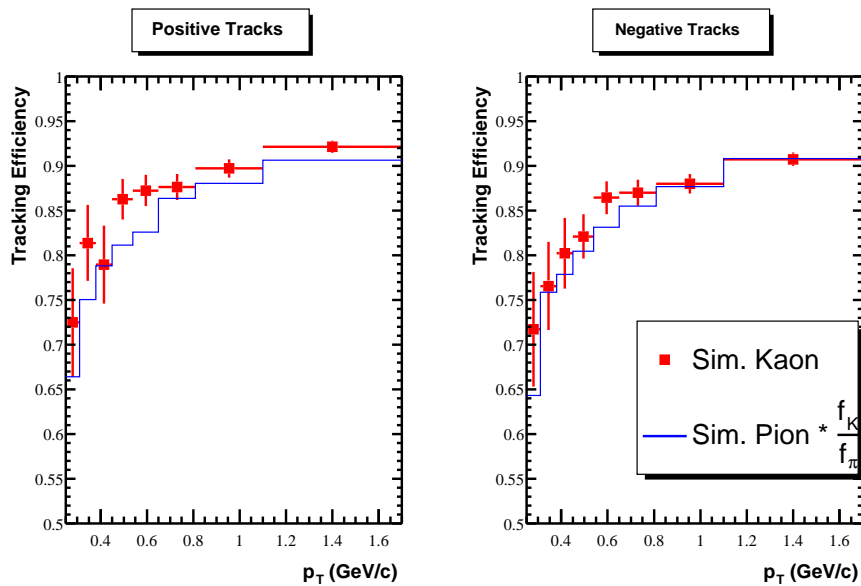 Positive Tracks
Negative Tracks
Tracking Efficiency
1
0.95
0.9
0.85
0.8
0.75
0.7
0.65
0.6
0.55
0.5
0.4 0.6 0.8 1 1.2 1.4 1.6
p_T (GeV/c)
Tracking Efficiency
1
0.95
0.9
0.85
0.8
0.75
0.7
0.65
0.6
0.55
0.5
0.4 0.6 0.8 1 1.2 1.4 1.6
p_T (GeV/c)
Sim. Kaon
Sim. Pion * f_K / f_π